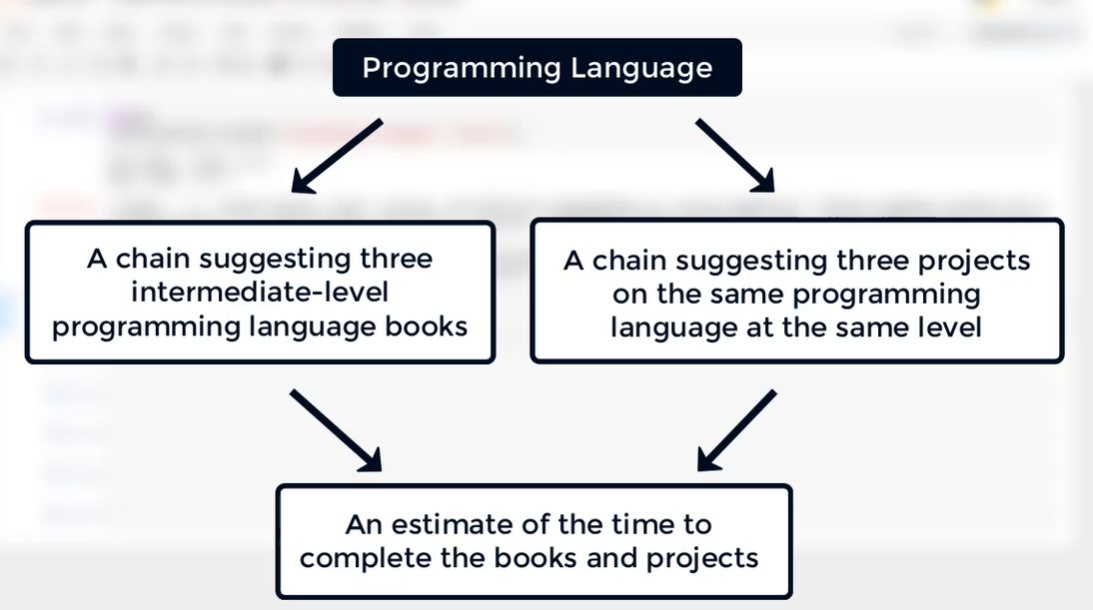 Programming Language
A chain suggesting three
intermediate-level
programming language books
A chain suggesting three projects
on the same programming
language at the same level
An estimate of the time to
complete the books and projects